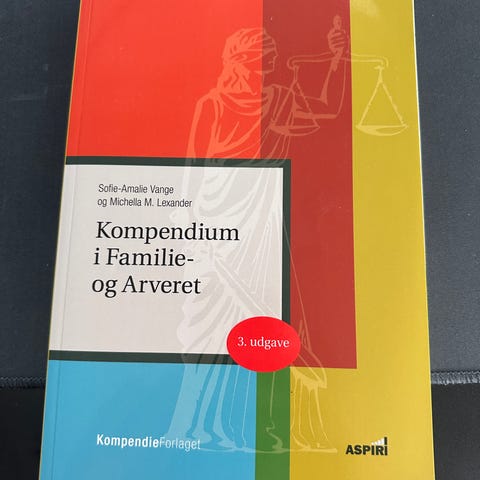 Sofie-Amalie Vange
og Michella M. Lexander
Kompendium
i Familie-
og Arveret
3. udgave
KompendieForlaget
ASPIRI